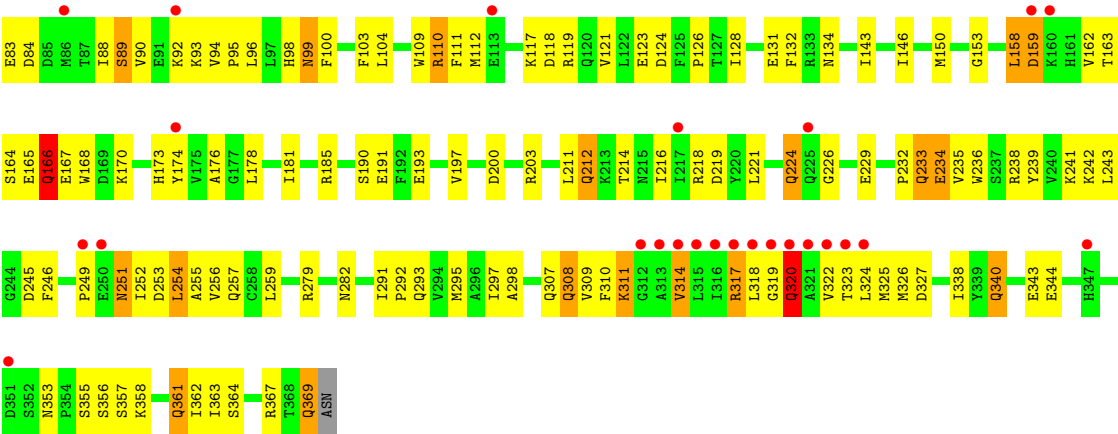 E83 D84 D85 M86 T87 I88 S89 V90 E91 K92 K93 V94 P95 L96 L97 H98 N99 F100 F103 L104 W109 R110 F111 M112 E113 K117 D118 R119 Q120 V121 L122 E123 D124 F125 P126 T127 I128 E131 F132 R133 N134 I143 I146 M150 G153 L158 D159 K160 H161 V162 T163
S164 E165 Q166 E167 W168 D169 K170 H173 Y174 V175 A176 G177 L178 I181 R185 S190 E191 F192 E193 V197 D200 R203 L211 Q212 K213 T214 N215 I216 I217 R218 D219 Y220 L221 Q224 Q225 G226 E229 P232 Q233 E234 V235 W236 S237 R238 Y239 V240 K241 K242 L243
G244 D245 F246 P249 E250 N251 I252 D253 L254 A255 V256 Q257 C258 L259 R279 N282 I291 P292 Q293 V294 M295 A296 I297 A298 Q307 Q308 V309 F310 K311 G312 A313 V314 L315 I316 R317 L318 G319 Q320 A321 V322 T323 L324 M325 M326 D327 I338 Y339 Q340 E343 E344 H347
D351 S352 N353 P354 S355 S356 S357 K358 Q361 I362 I363 S364 R367 T368 Q369 ASN